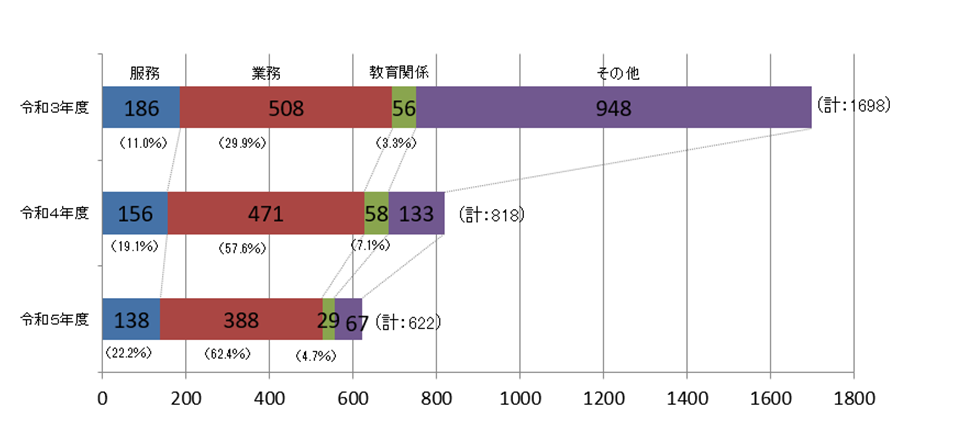 服務 業務 教育関係 その他
令和3年度 186 508 56 948 (計:1698)
(11.0%) (29.9%) (3.3%)
令和4年度 156 471 58 133 (計:818)
(19.1%) (57.6%) (7.1%)
令和5年度 138 388 29 67 (計:622)
(22.2%) (62.4%) (4.7%)
0 200 400 600 800 1000 1200 1400 1600 1800